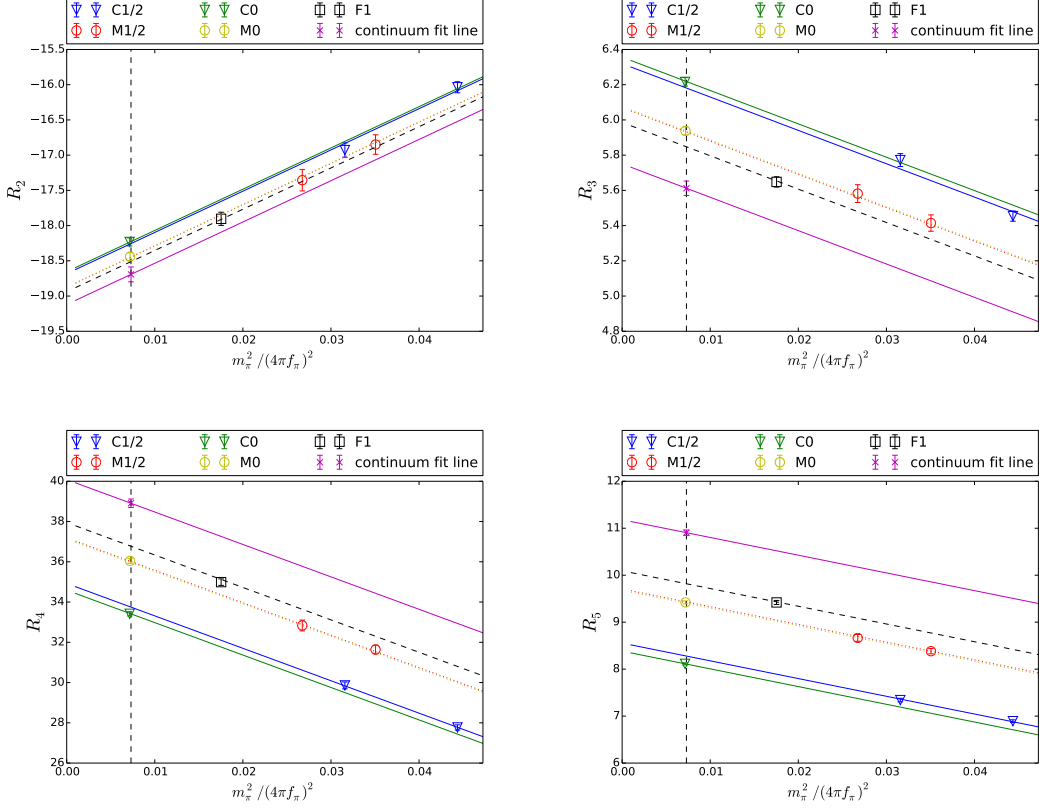 C1/2 C0 F1
M1/2 M0 continuum fit line
−15.5
−16.0
−16.5
−17.0
−17.5
−18.0
−18.5
−19.0
−19.5
R_2
0.00 0.01 0.02 0.03 0.04
m_π^2/(4πf_π)^2
C1/2 C0 F1
M1/2 M0 continuum fit line
6.4
6.2
6.0
5.8
5.6
5.4
5.2
5.0
4.8
R_3
0.00 0.01 0.02 0.03 0.04
m_π^2/(4πf_π)^2
C1/2 C0 F1
M1/2 M0 continuum fit line
40
38
36
34
32
30
28
26
R_4
0.00 0.01 0.02 0.03 0.04
m_π^2/(4πf_π)^2
C1/2 C0 F1
M1/2 M0 continuum fit line
12
11
10
9
8
7
6
R_5
0.00 0.01 0.02 0.03 0.04
m_π^2/(4πf_π)^2